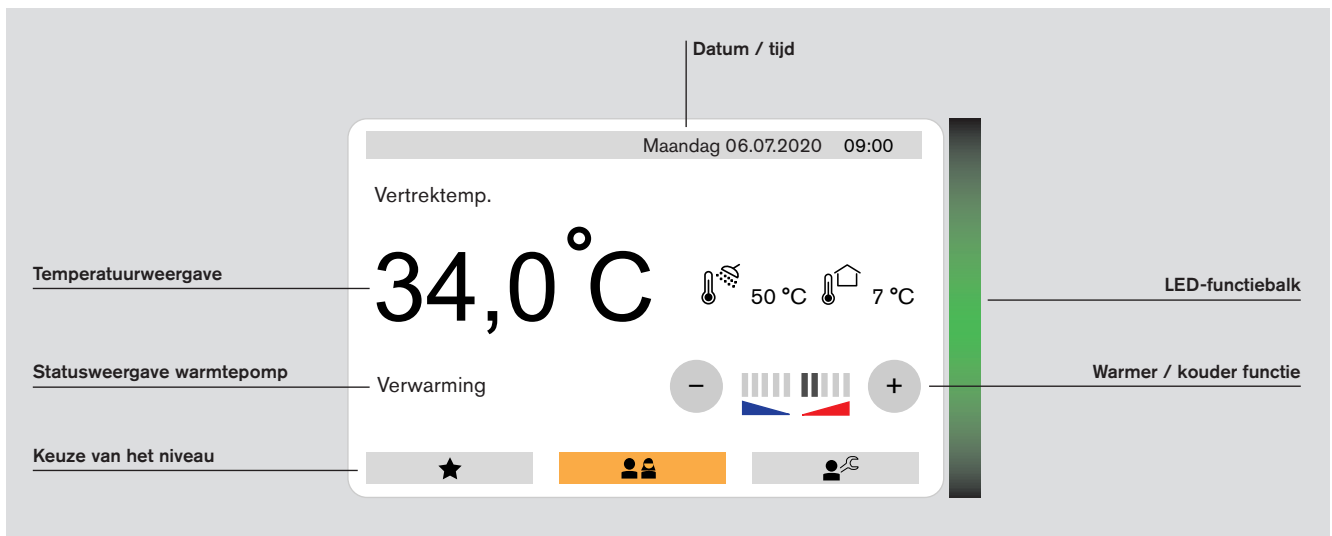 Datum / tijd
Maandag 06.07.2020 09:00
Vertrektemp.
Temperatuurweergave
34,0°C
50 °C
7 °C
LED-functiebalk
Statusweergave warmtepomp
Verwarming
−
+
Warmer / kouder functie
Keuze van het niveau